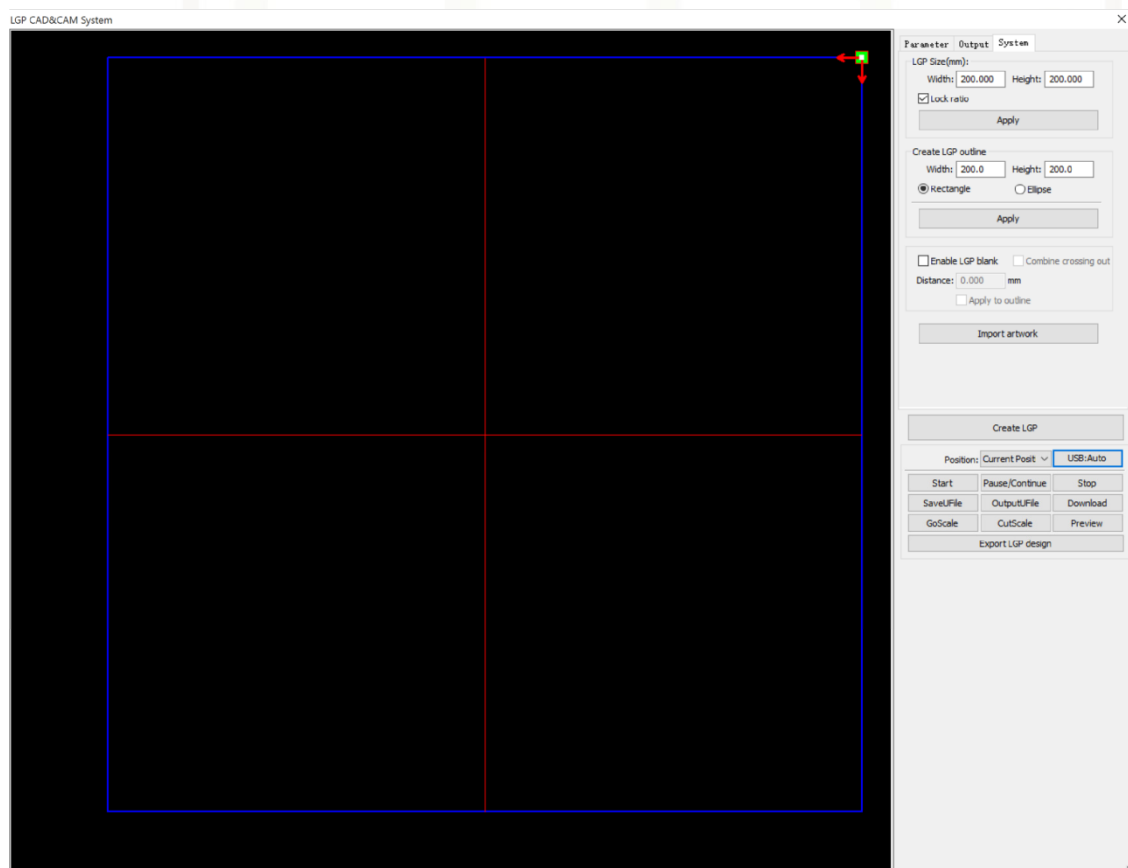 LGP CAD&CAM System
Parameter Output System
LGP Size(mm):
Width: 200.000 Height: 200.000
Lock ratio
Apply
Create LGP outline
Width: 200.0 Height: 200.0
Rectangle Ellipse
Apply
Enable LGP blank Combine crossing out
Distance: 0.000 mm
Apply to outline
Import artwork
Create LGP
Position: Current Posit USB:Auto
Start Pause/Continue Stop
SaveUFile OutputUFile Download
GoScale CutScale Preview
Export LGP design